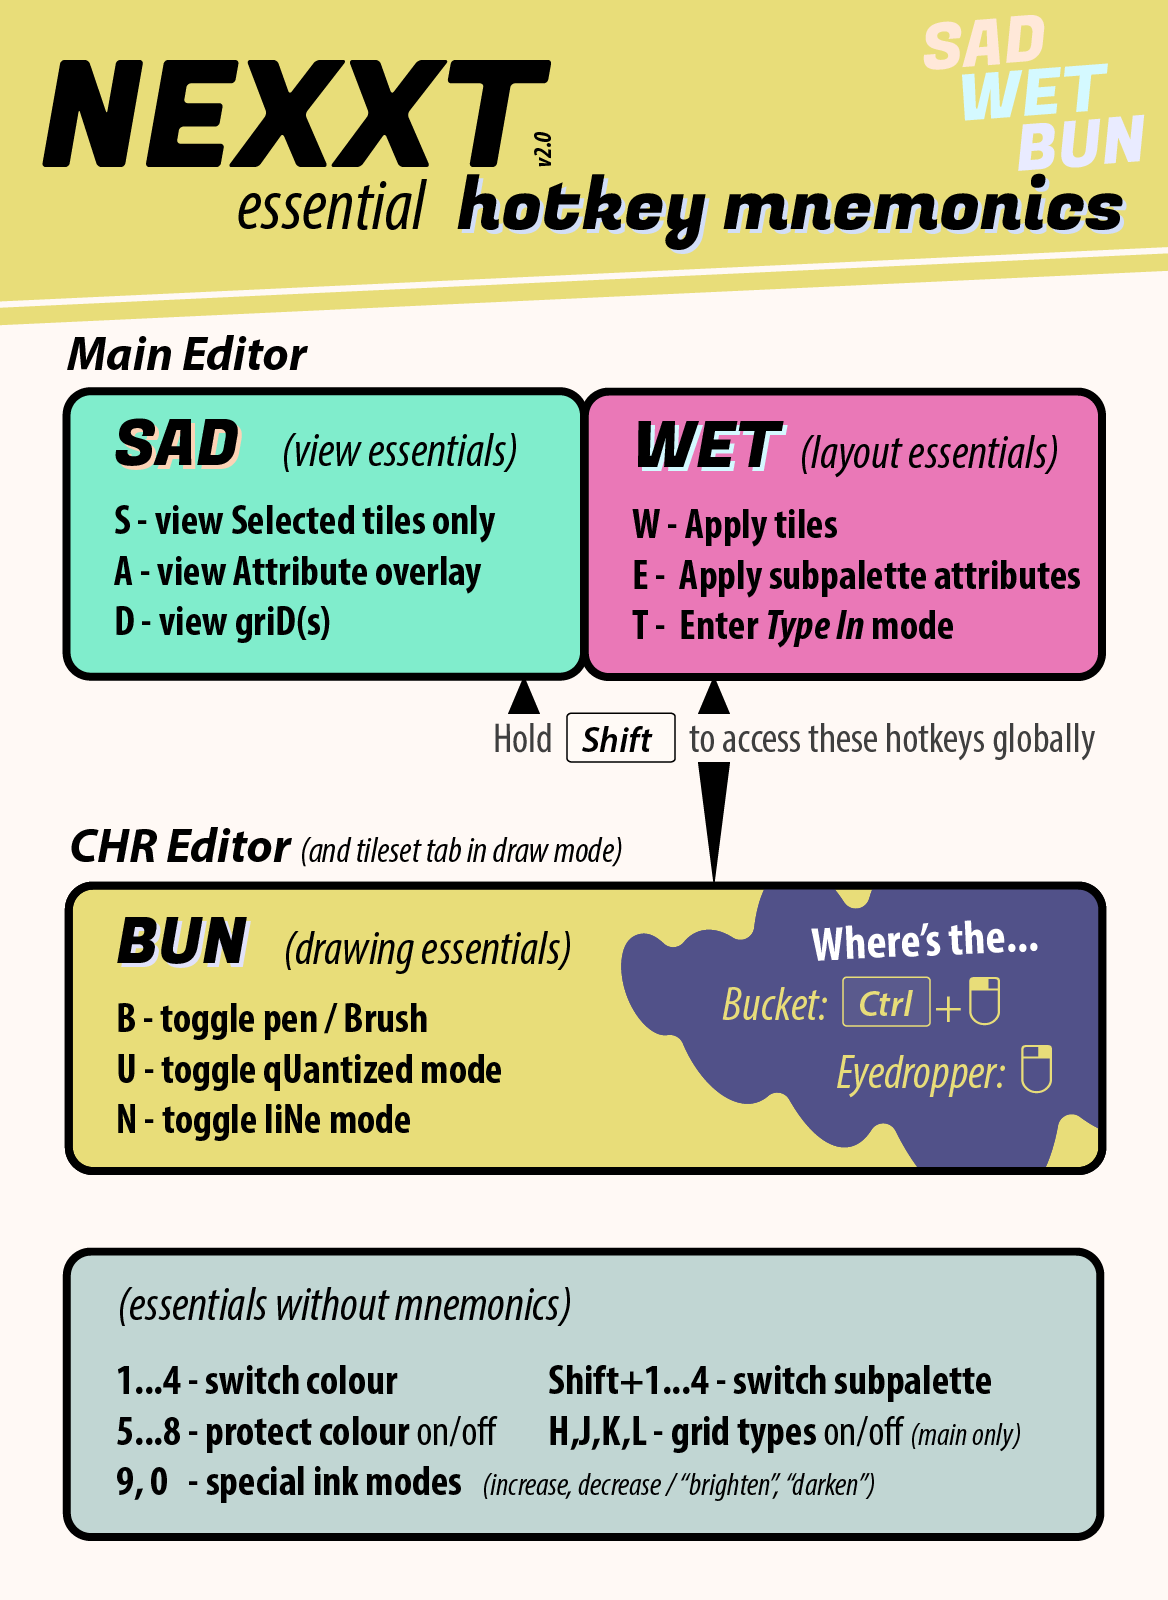 SAD
WET
BUN
NEXXT v2.0
essential hotkey mnemonics
Main Editor
SAD (view essentials)
S - view Selected tiles only
A - view Attribute overlay
D - view griD(s)
WET (layout essentials)
W - Apply tiles
E - Apply subpalette attributes
T - Enter Type In mode
Hold Shift to access these hotkeys globally
CHR Editor (and tileset tab in draw mode)
BUN (drawing essentials)
B - toggle pen / Brush
U - toggle qUantized mode
N - toggle liNe mode
Where's the...
Bucket: Ctrl +
Eyedropper:
(essentials without mnemonics)
1...4 - switch colour
5...8 - protect colour on/off
9, 0 - special ink modes (increase, decrease / “brighten”, “darken”)
Shift+1...4 - switch subpalette
H,J,K,L - grid types on/off (main only)